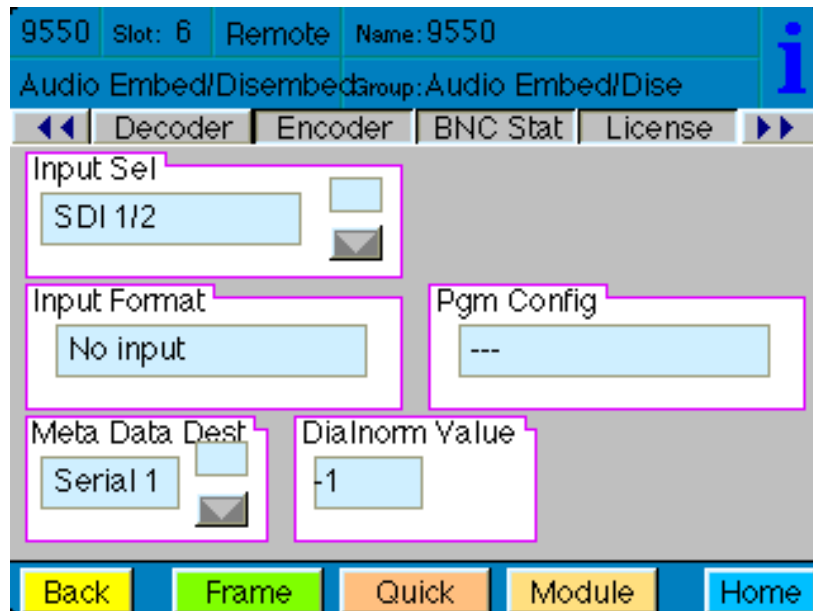 9550 Slot: 6 Remote Name: 9550
Audio Embed/Disembed Group: Audio Embed/Dise
i
Decoder Encoder BNC Stat License
Input Sel
SDI 1/2
Input Format Pgm Config
No input ---
Meta Data Dest Dialnorm Value
Serial 1 -1
Back Frame Quick Module Home